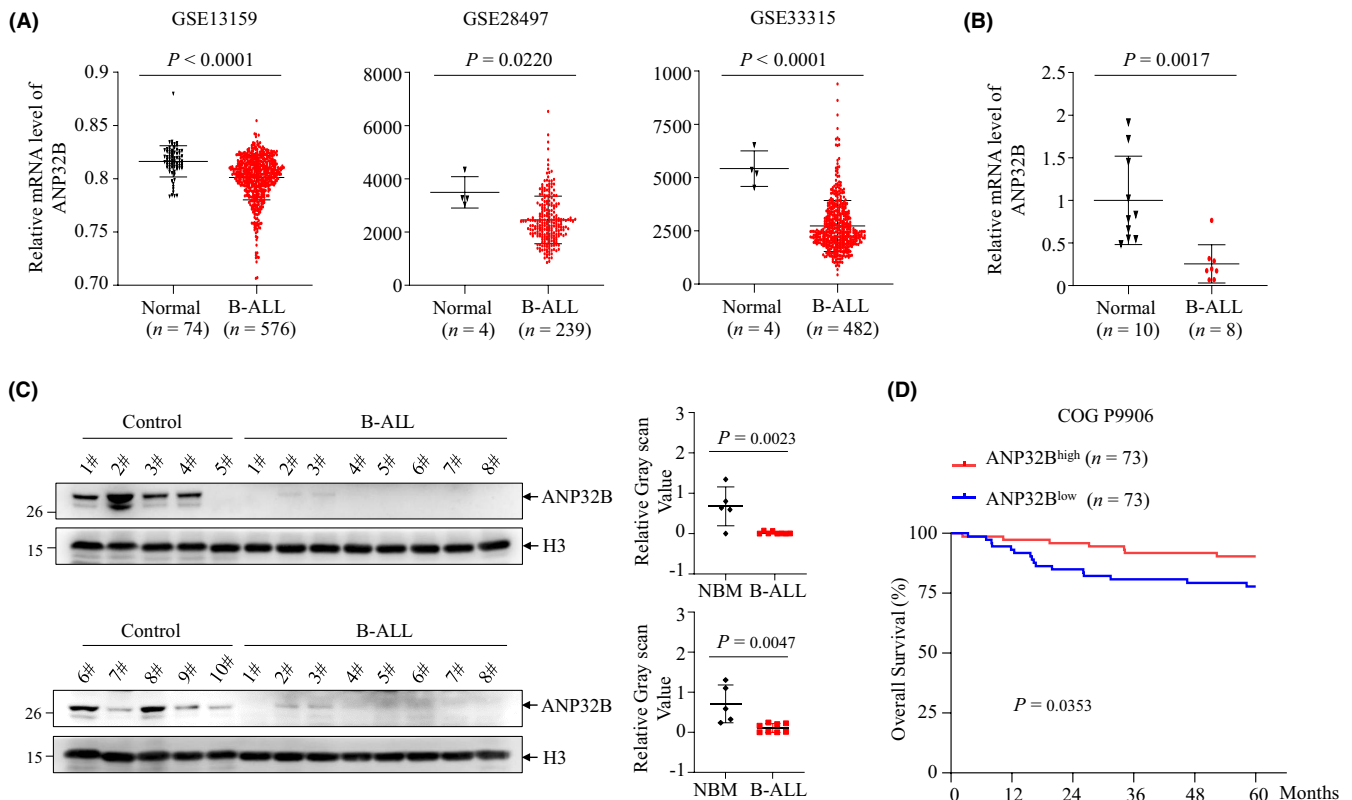 (A)
GSE13159
GSE28497
GSE33315
P < 0.0001
P = 0.0220
P < 0.0001
Relative mRNA level of
ANP32B
0.9
0.85
0.8
0.75
0.70
8000
6000
4000
2000
0
10000
7500
5000
2500
0
Normal
(n = 74)
B-ALL
(n = 576)
Normal
(n = 4)
B-ALL
(n = 239)
Normal
(n = 4)
B-ALL
(n = 482)
(B)
P = 0.0017
Relative mRNA level of
ANP32B
2.5
2
1.5
1
0.5
0
Normal
(n = 10)
B-ALL
(n = 8)
(C)
Control
B-ALL
1# 2# 3# 4# 5# 1# 2# 3# 4# 5# 6# 7# 8#
26
ANP32B
15
H3
Relative Gray scan
Value
3
2
1
0
-1
P = 0.0023
NBM B-ALL
Control
B-ALL
6# 7# 8# 9# 10# 1# 2# 3# 4# 5# 6# 7# 8#
26
ANP32B
15
H3
Relative Gray scan
Value
3
2
1
0
-1
P = 0.0047
NBM B-ALL
(D)
COG P9906
ANP32Bhigh (n = 73)
ANP32Blow (n = 73)
Overall Survival (%)
100
75
50
25
0
P = 0.0353
0 12 24 36 48 60 Months